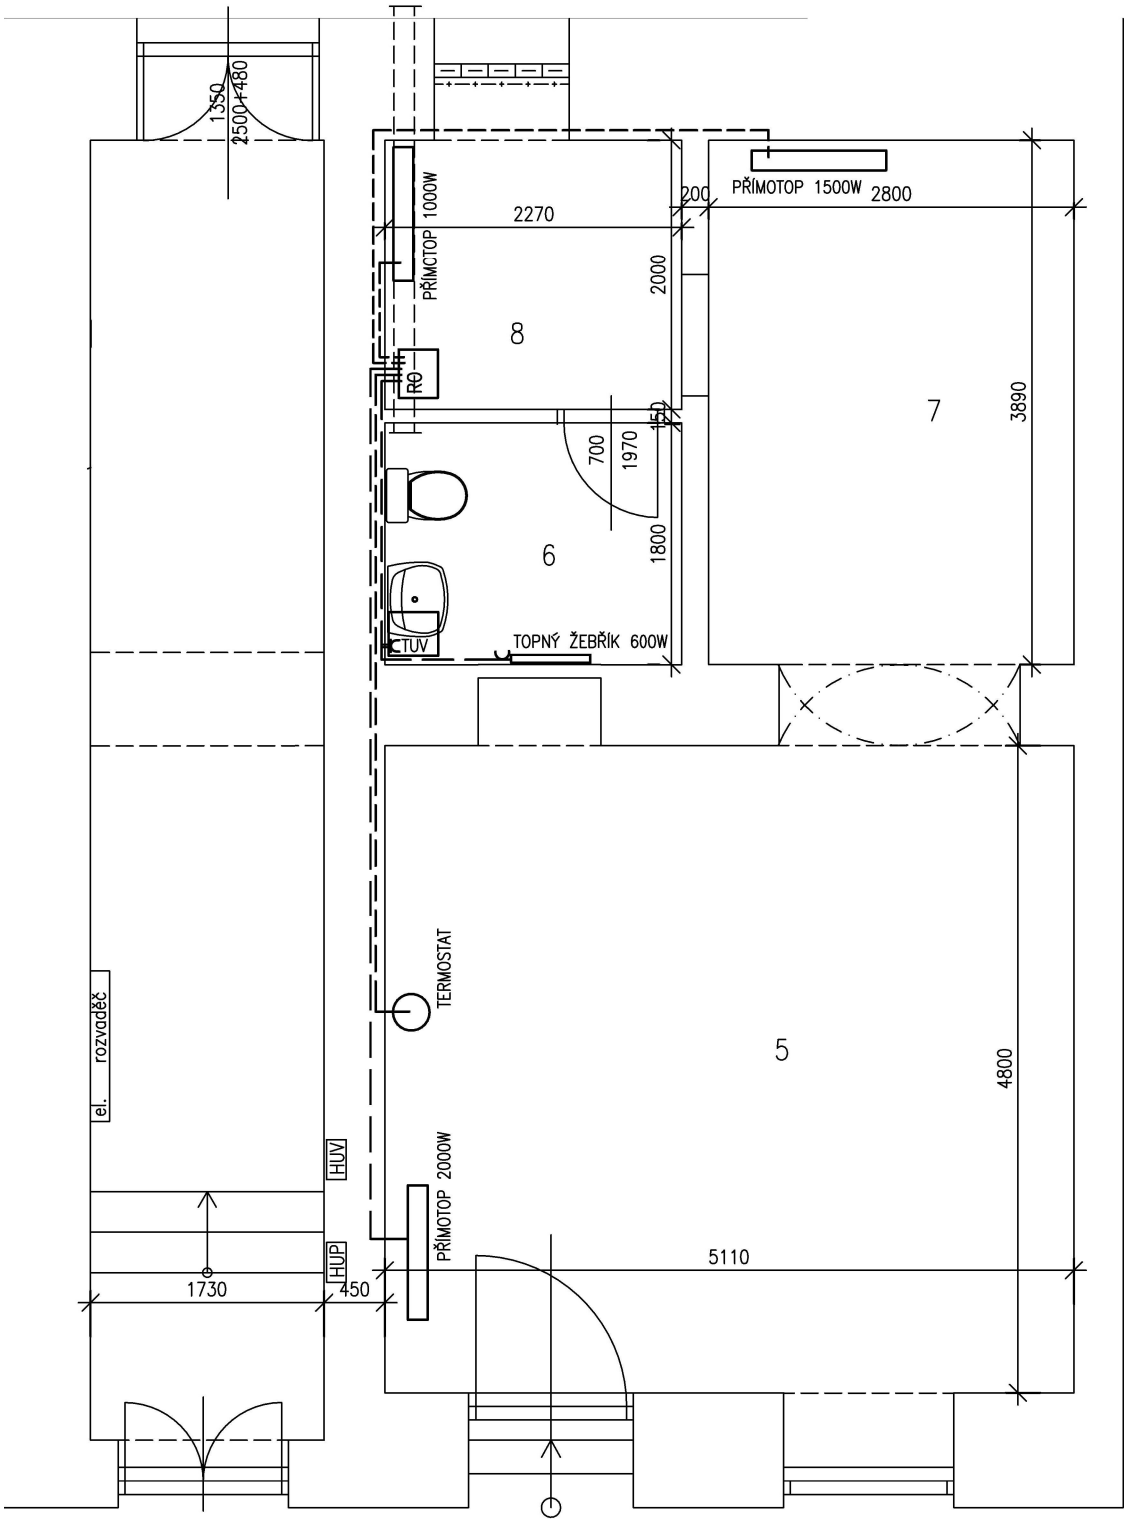 1350
2500+480
PŘÍMOTOP 1500W
200
2800
2270
PŘÍMCTOP 1000W
2000
8
RO
150
7
3890
700
1970
6
1800
TUV
TOPNÝ ŽEBŘÍK 600W
TERMOSTAT
5
4800
el. rozvaděč
HUV
PŘÍMOTOP 2000W
HUP
5110
1730
450